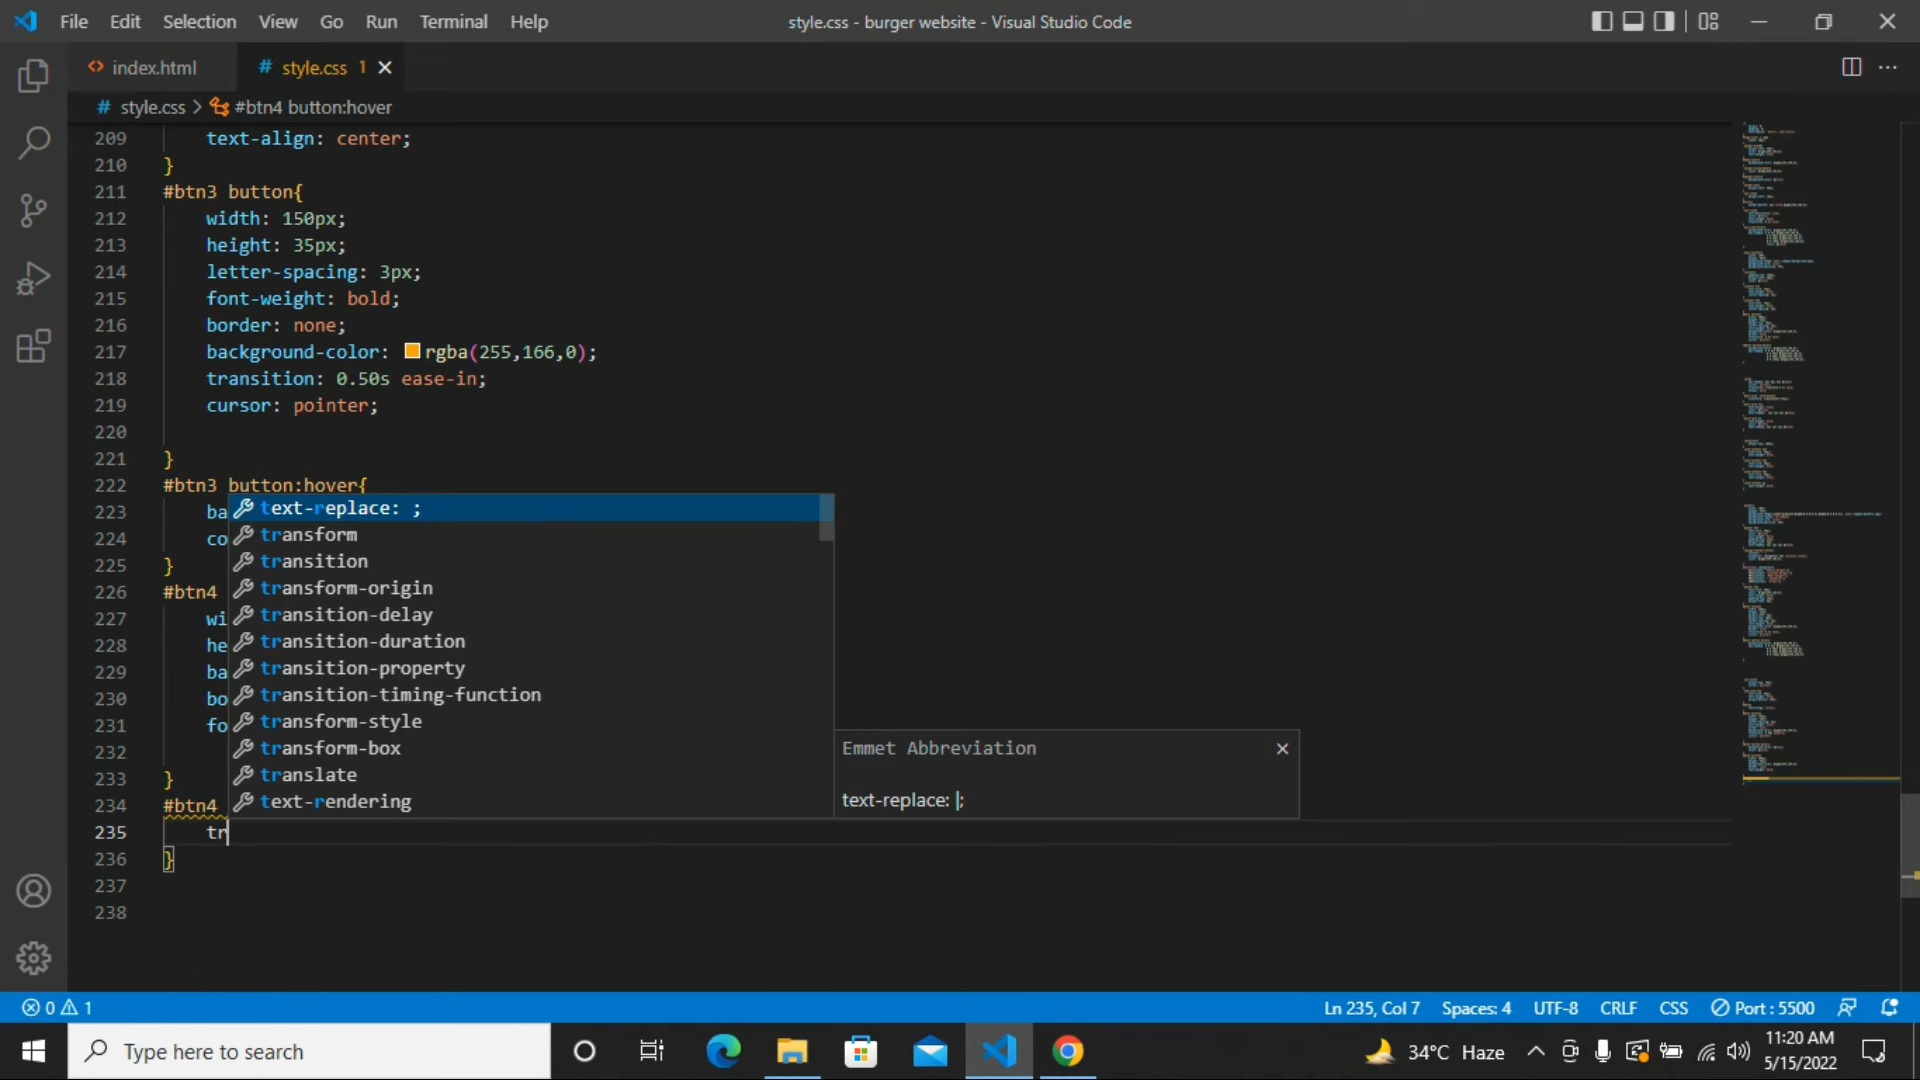 File Edit Selection View Go Run Terminal Help
style.css - burger website - Visual Studio Code
index.html
# style.css 1
# style.css > #btn4 button:hover
209 text-align: center;
210 }
211 #btn3 button{
212 width: 150px;
213 height: 35px;
214 letter-spacing: 3px;
215 font-weight: bold;
216 border: none;
217 background-color: rgba(255,166,0);
218 transition: 0.50s ease-in;
219 cursor: pointer;
220
221 }
222 #btn3 button:hover{
223 ba text-replace: ;
transform
224 co
transition
225 }
226 #btn4 transform-origin
227 wi transition-delay
228 he transition-duration
229 ba transition-property
230 bo transition-timing-function
231 fo transform-style
232 transform-box
233 } translate
234 #btn4 text-rendering
Emmet Abbreviation
text-replace: |;
235 tr
236 }
237
238
0 1
Ln 235, Col 7 Spaces: 4 UTF-8 CRLF CSS Port : 5500
Type here to search
34°C Haze
11:20 AM
5/15/2022